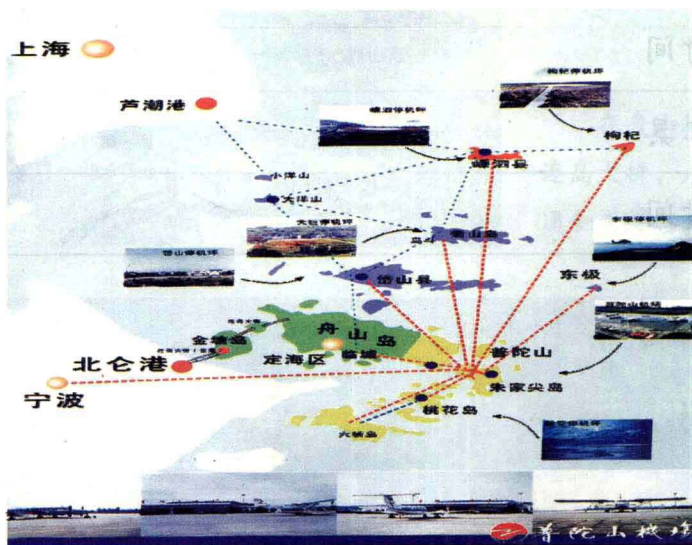 上海
芦潮港
枸杞停机坪
嵊泗停机坪
枸杞
嵊泗县
小洋山
大洋山
大衢停机坪
衢山岛
东极停机坪
岱山停机坪
岱山县
东极
普陀山机场
舟山岛
金塘岛
普陀山
北仑港
定海区
临城
朱家尖岛
宁波
桃花岛
六横岛
普陀山机场